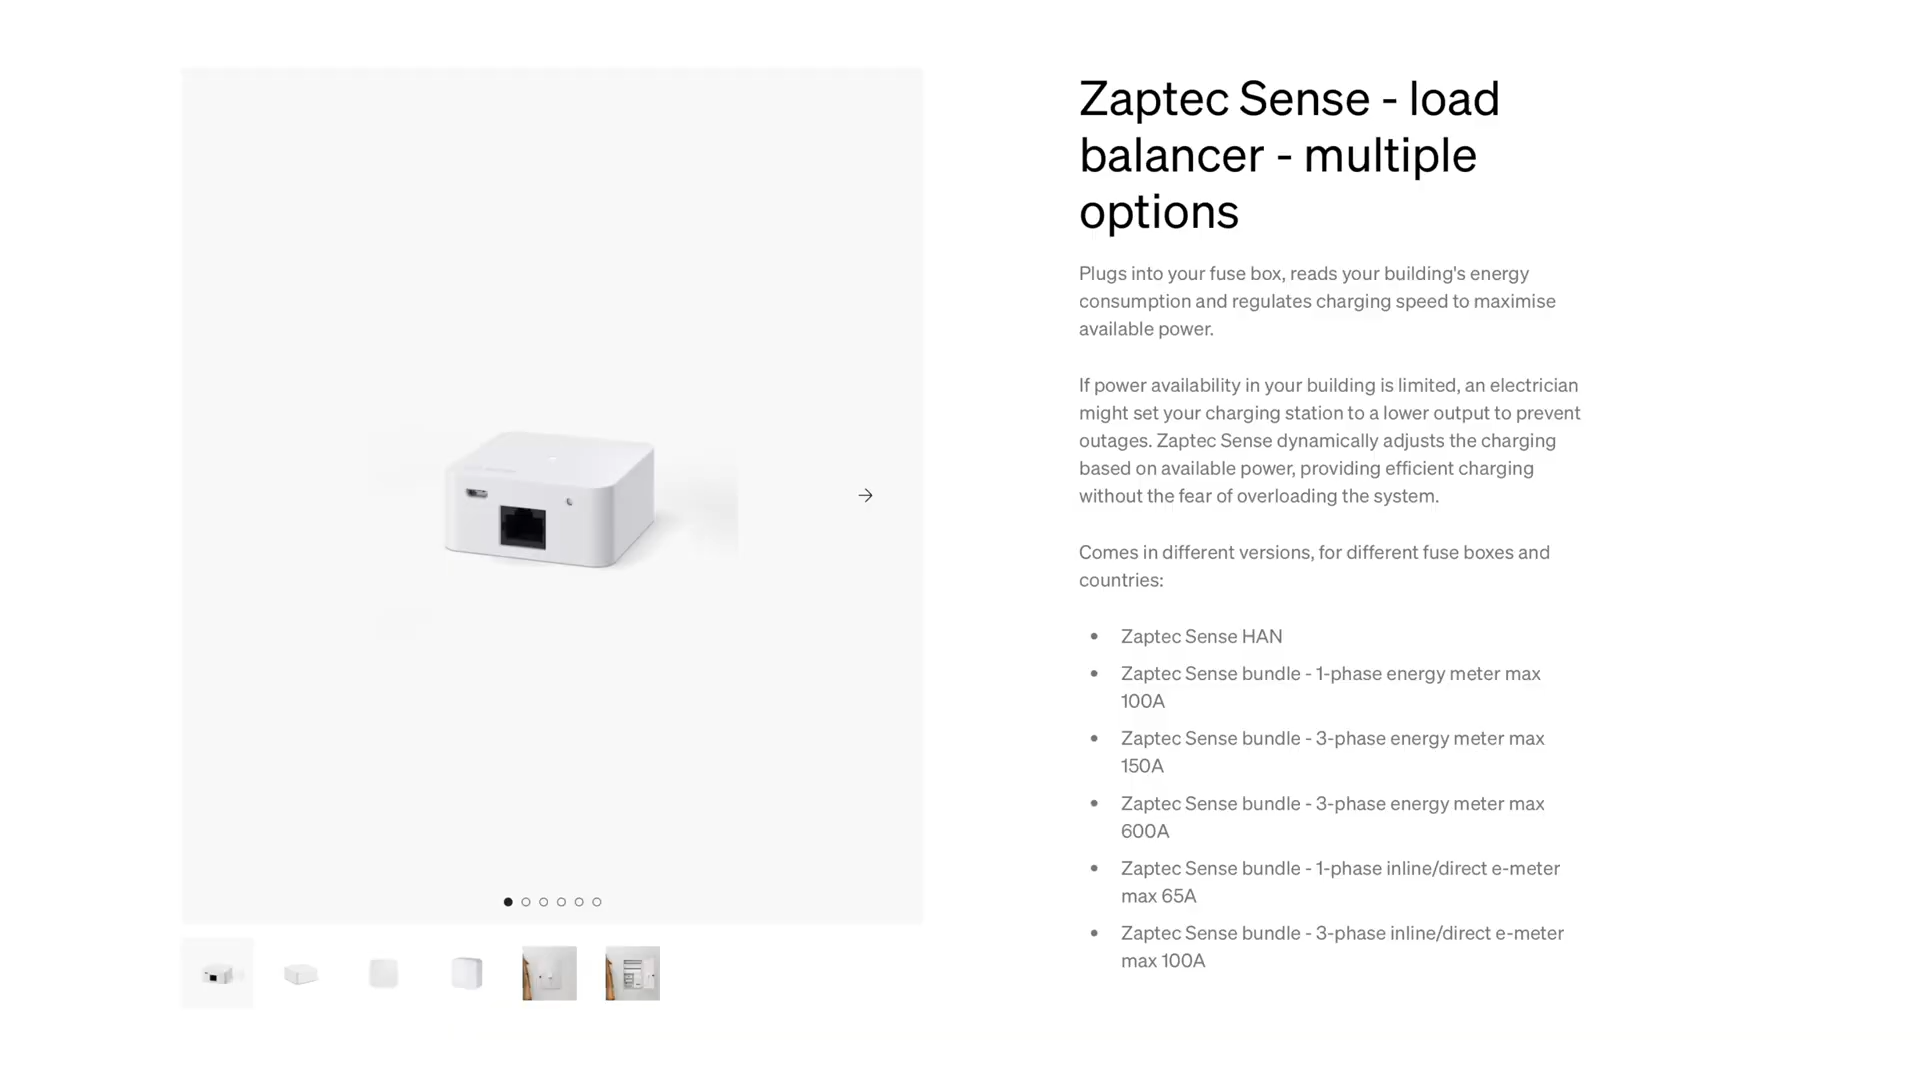 Zaptec Sense - load
balancer - multiple
options
Plugs into your fuse box, reads your building's energy
consumption and regulates charging speed to maximise
available power.
If power availability in your building is limited, an electrician
might set your charging station to a lower output to prevent
outages. Zaptec Sense dynamically adjusts the charging
based on available power, providing efficient charging
without the fear of overloading the system.
Comes in different versions, for different fuse boxes and
countries:
• Zaptec Sense HAN
• Zaptec Sense bundle - 1-phase energy meter max
100A
• Zaptec Sense bundle - 3-phase energy meter max
150A
• Zaptec Sense bundle - 3-phase energy meter max
600A
• Zaptec Sense bundle - 1-phase inline/direct e-meter
max 65A
• Zaptec Sense bundle - 3-phase inline/direct e-meter
max 100A